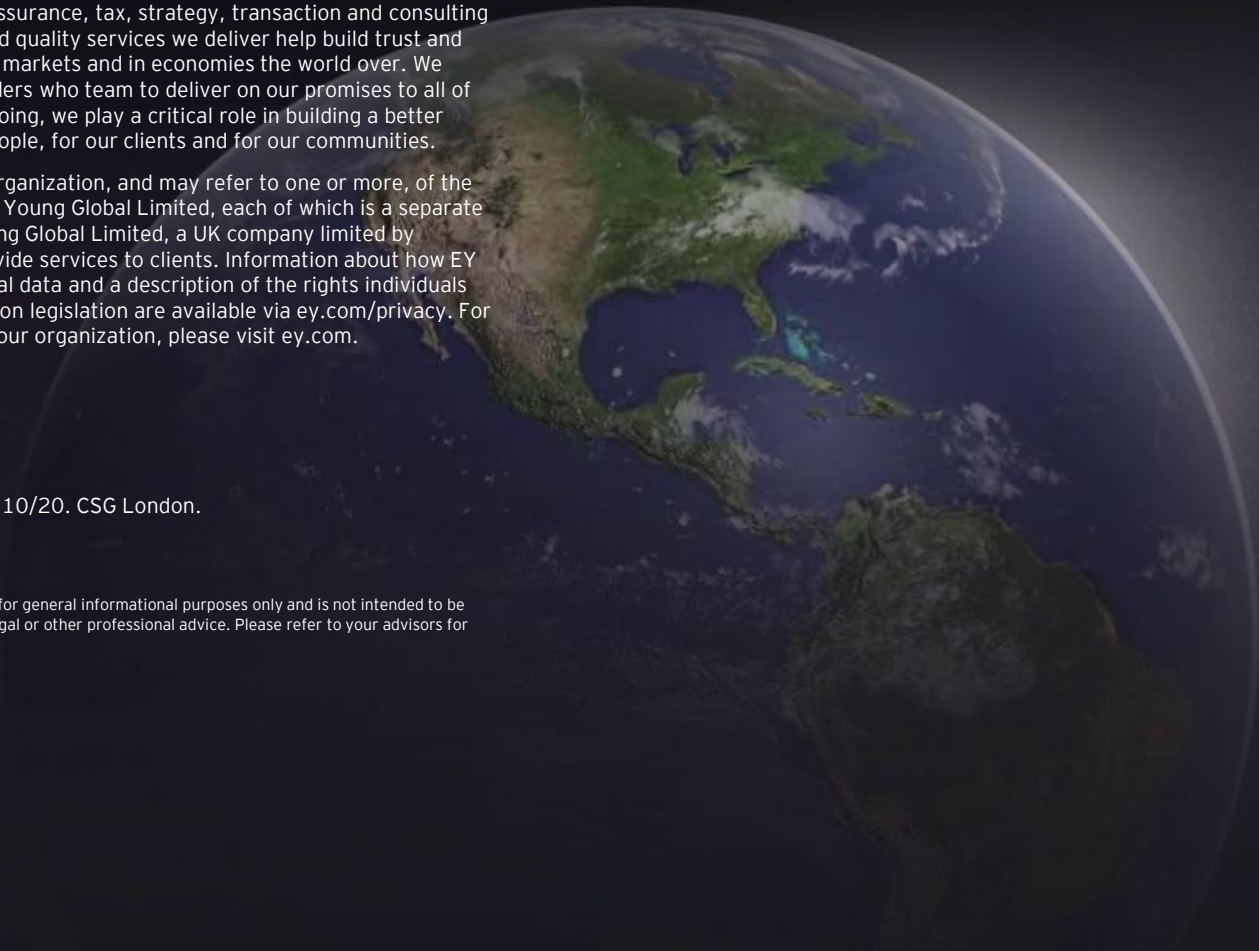 ssurance, tax, strategy, transaction and consulting
d quality services we deliver help build trust and
markets and in economies the world over. We
ders who team to deliver on our promises to all of
oing, we play a critical role in building a better
ople, for our clients and for our communities.
rganization, and may refer to one or more, of the
Young Global Limited, each of which is a separate
ng Global Limited, a UK company limited by
vide services to clients. Information about how EY
al data and a description of the rights individuals
on legislation are available via ey.com/privacy. For
our organization, please visit ey.com.
10/20. CSG London.
for general informational purposes only and is not intended to be
gal or other professional advice. Please refer to your advisors for